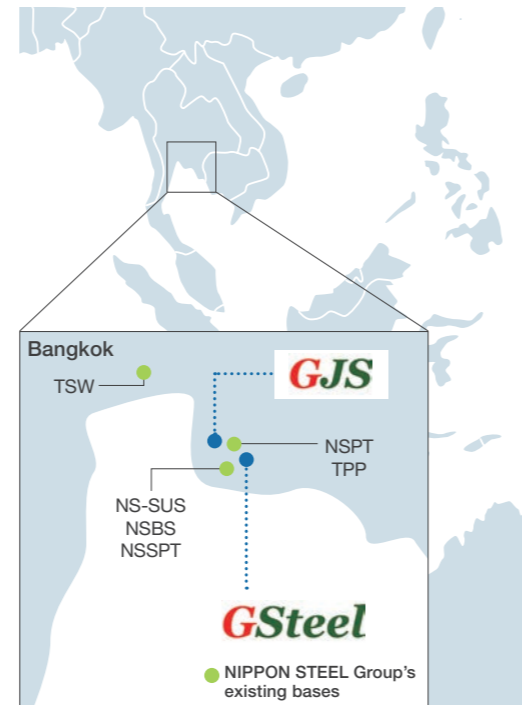 Bangkok
TSW
GJS
NSPT
TPP
NS-SUS
NSBS
NSSPT
GSteel
NIPPON STEEL Group's
existing bases